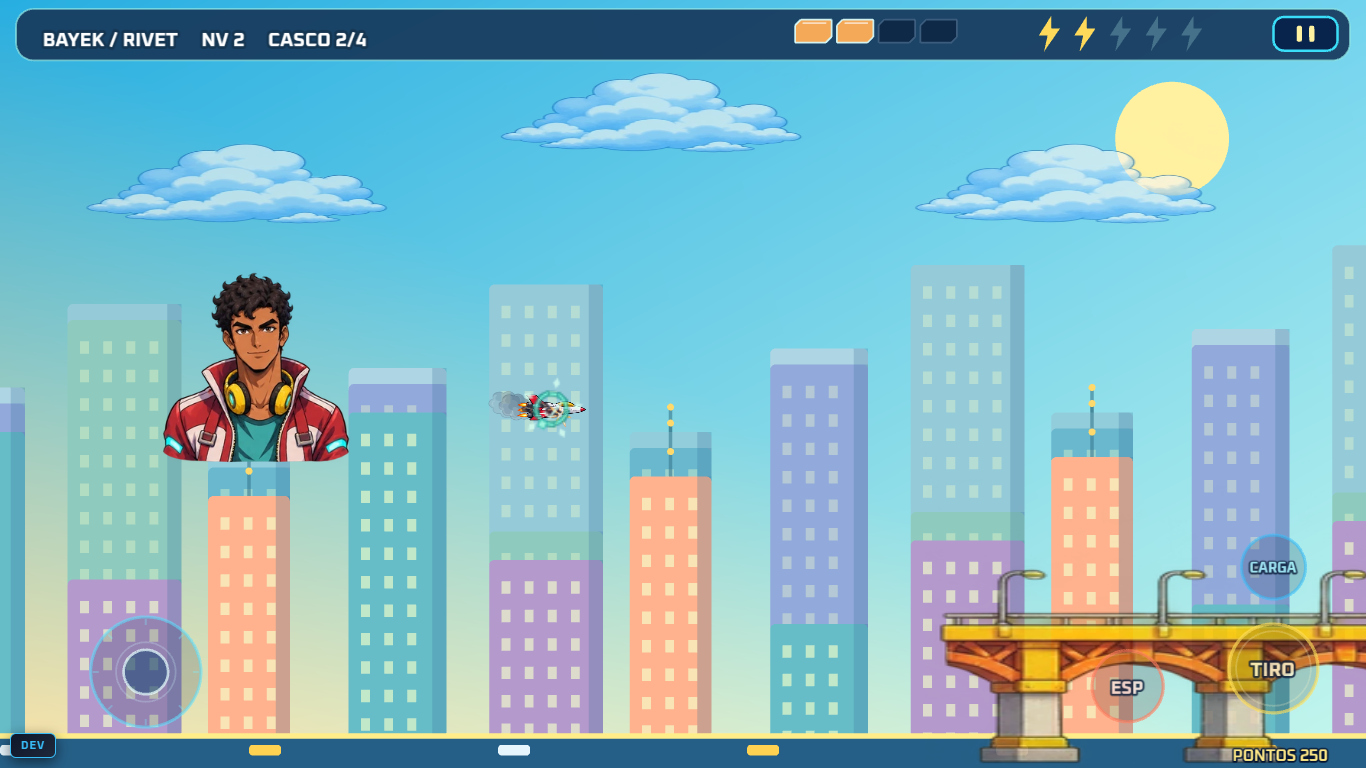 BAYEK / RIVET NV 2 CASCO 2/4
CARGA
TIRO
ESP
DEV
PONTOS 250